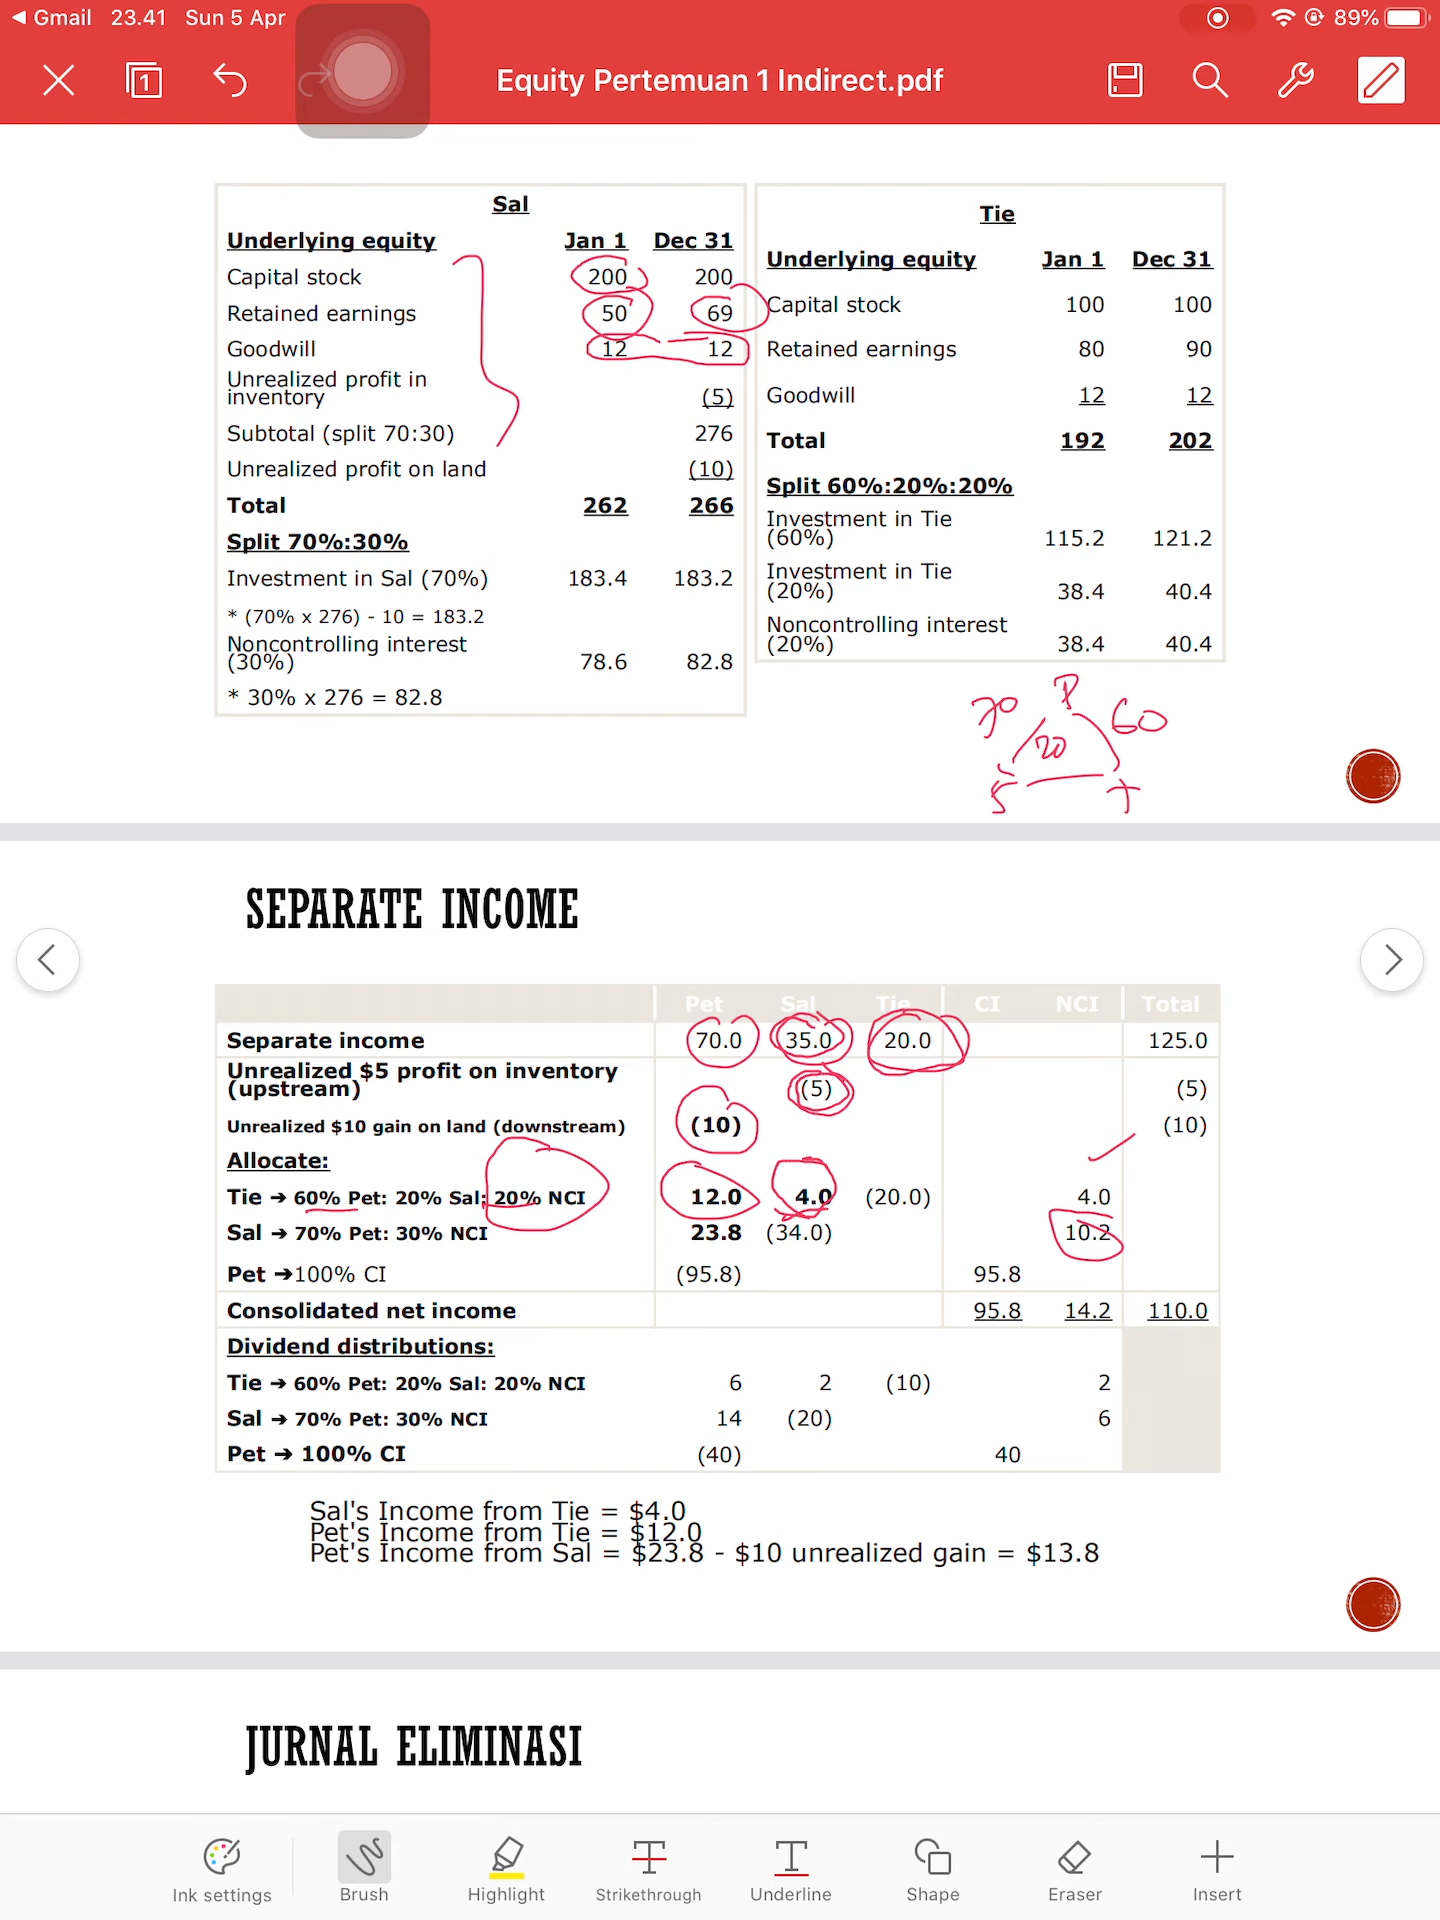 Gmail 23.41 Sun 5 Apr 89%
1 Equity Pertemuan 1 Indirect.pdf
Sal
Underlying equity Jan 1 Dec 31
Capital stock 200 200
Retained earnings 50 69
Goodwill 12 12
Unrealized profit in
inventory (5)
Subtotal (split 70:30) 276
Unrealized profit on land (10)
Total 262 266
Split 70%:30%
Investment in Sal (70%) 183.4 183.2
* (70% x 276) - 10 = 183.2
Noncontrolling interest
(30%) 78.6 82.8
* 30% x 276 = 82.8
Tie
Underlying equity Jan 1 Dec 31
Capital stock 100 100
Retained earnings 80 90
Goodwill 12 12
Total 192 202
Split 60%:20%:20%
Investment in Tie
(60%) 115.2 121.2
Investment in Tie
(20%) 38.4 40.4
Noncontrolling interest
(20%) 38.4 40.4
70 P 60
20
S T
SEPARATE INCOME
Pet Sal Tie CI NCI Total
Separate income 70.0 35.0 20.0 125.0
Unrealized $5 profit on inventory
(upstream) (5) (5)
Unrealized $10 gain on land (downstream) (10) (10)
Allocate:
Tie → 60% Pet: 20% Sal: 20% NCI 12.0 4.0 (20.0) 4.0
Sal → 70% Pet: 30% NCI 23.8 (34.0) 10.2
Pet →100% CI (95.8) 95.8
Consolidated net income 95.8 14.2 110.0
Dividend distributions:
Tie → 60% Pet: 20% Sal: 20% NCI 6 2 (10) 2
Sal → 70% Pet: 30% NCI 14 (20) 6
Pet → 100% CI (40) 40
Sal's Income from Tie = $4.0
Pet's Income from Tie = $12.0
Pet's Income from Sal = $23.8 - $10 unrealized gain = $13.8
JURNAL ELIMINASI
Ink settings Brush Highlight Strikethrough Underline Shape Eraser Insert